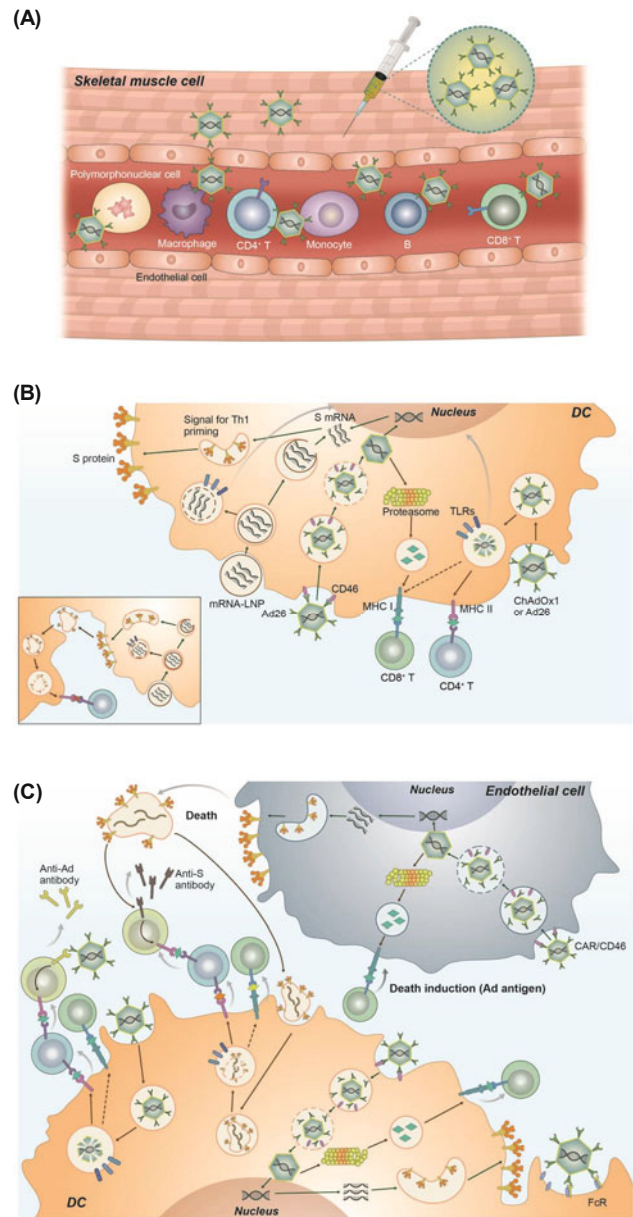 (A)
Skeletal muscle cell
Polymorphonuclear cell
Macrophage
CD4⁺ T
Monocyte
B
CD8⁺ T
Endothelial cell
(B)
Nucleus
DC
Signal for Th1
priming
S mRNA
S protein
Proteasome
TLRs
mRNA-LNP
Ad26
CD46
MHC I
MHC II
ChAdOx1
or Ad26
CD8⁺ T
CD4⁺ T
(C)
Nucleus
Endothelial cell
Death
Anti-Ad
antibody
Anti-S
antibody
CAR/CD46
Death induction (Ad antigen)
DC
Nucleus
FcR